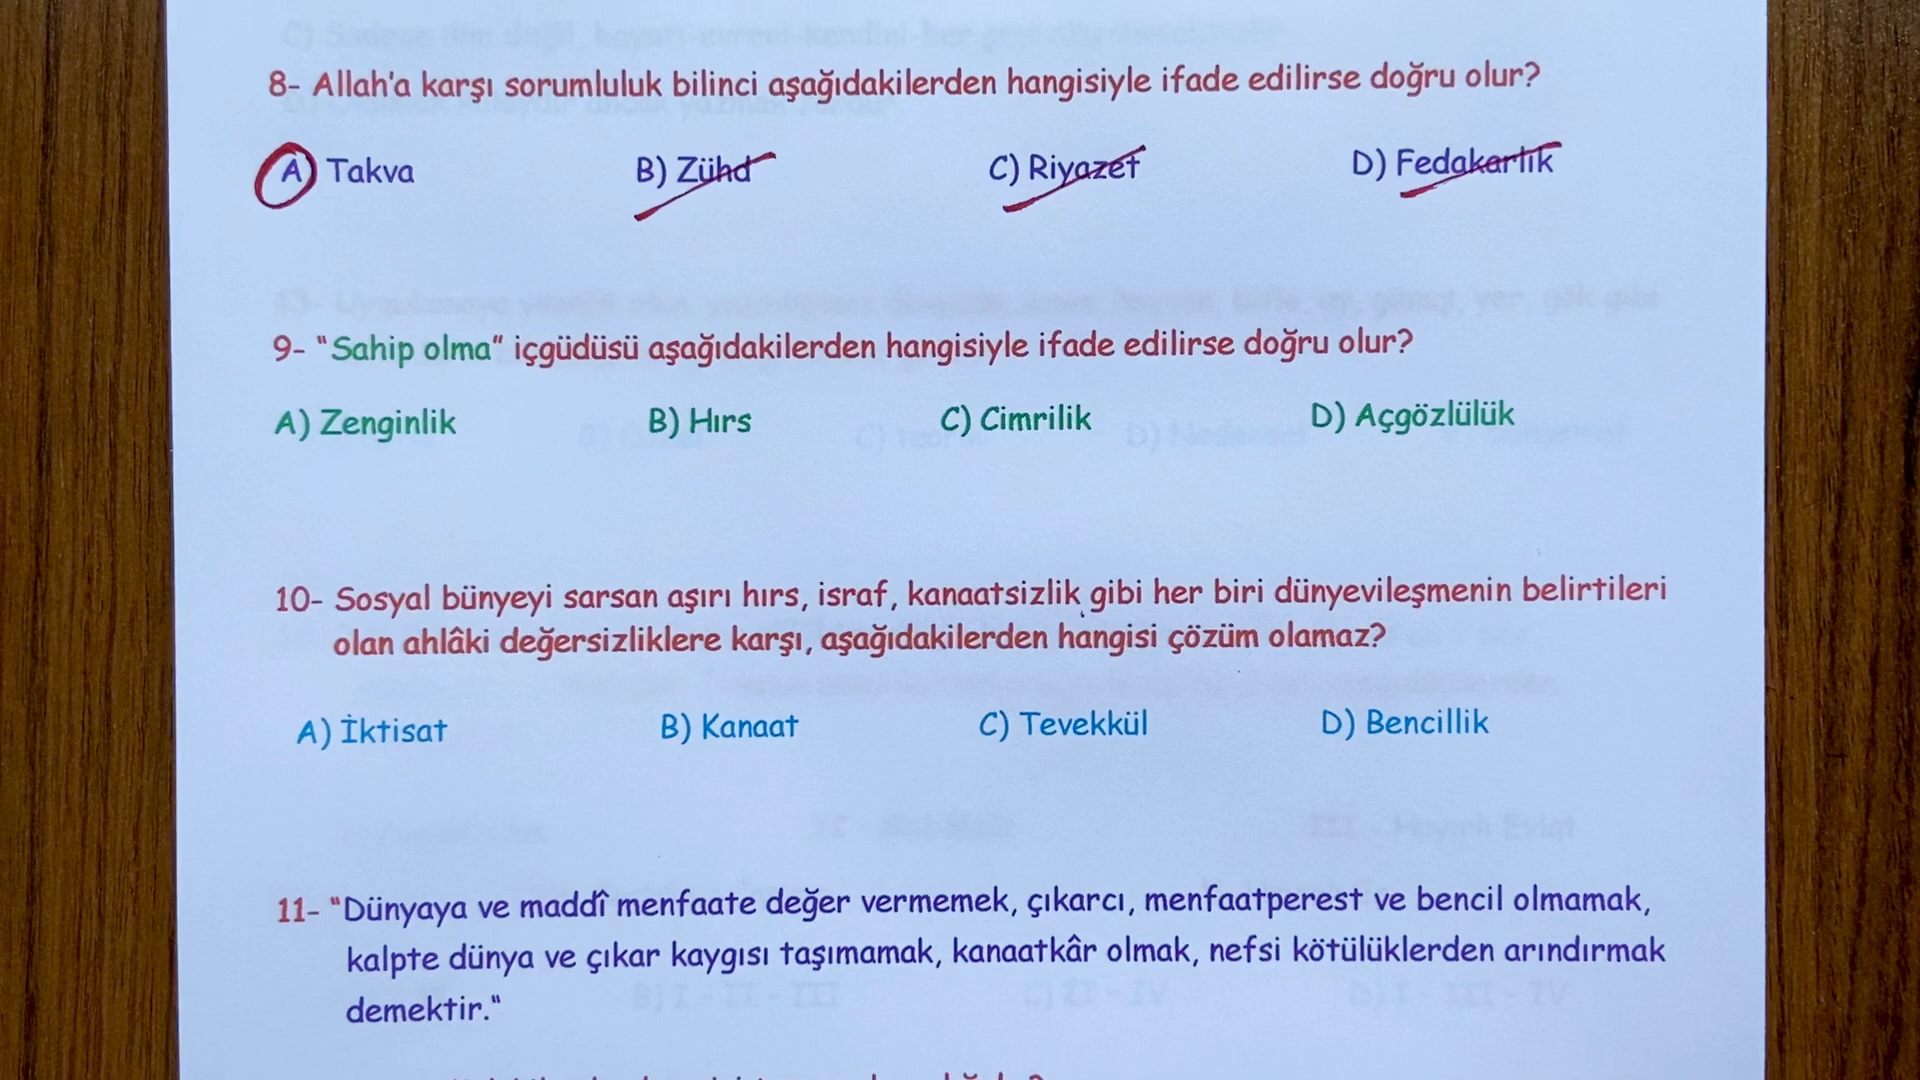 8- Allah'a karşı sorumluluk bilinci aşağıdakilerden hangisiyle ifade edilirse doğru olur?
A) Takva B) Zühd C) Riyazet D) Fedakarlık
9- "Sahip olma" içgüdüsü aşağıdakilerden hangisiyle ifade edilirse doğru olur?
A) Zenginlik B) Hırs C) Cimrilik D) Açgözlülük
10- Sosyal bünyeyi sarsan aşırı hırs, israf, kanaatsizlik gibi her biri dünyevileşmenin belirtileri
olan ahlâki değersizliklere karşı, aşağıdakilerden hangisi çözüm olamaz?
A) İktisat B) Kanaat C) Tevekkül D) Bencillik
11- "Dünyaya ve maddî menfaate değer vermemek, çıkarcı, menfaatperest ve bencil olmamak,
kalpte dünya ve çıkar kaygısı taşımamak, kanaatkâr olmak, nefsi kötülüklerden arındırmak
demektir."